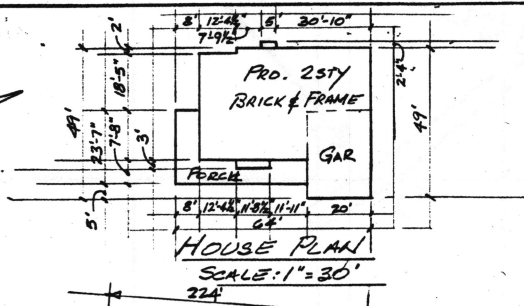 8' 12'-4½" 5' 30'-10"
7'-9½"
2'
18'-5"
49'
23'-7"
7'-8"
3'
5'
PRO. 2STY
BRICK & FRAME
GAR
PORCH
2'-4"
49'
8' 12'-4½" 11'-8½" 11'-11" 20'
64'
HOUSE PLAN
SCALE: 1" = 30'
224'